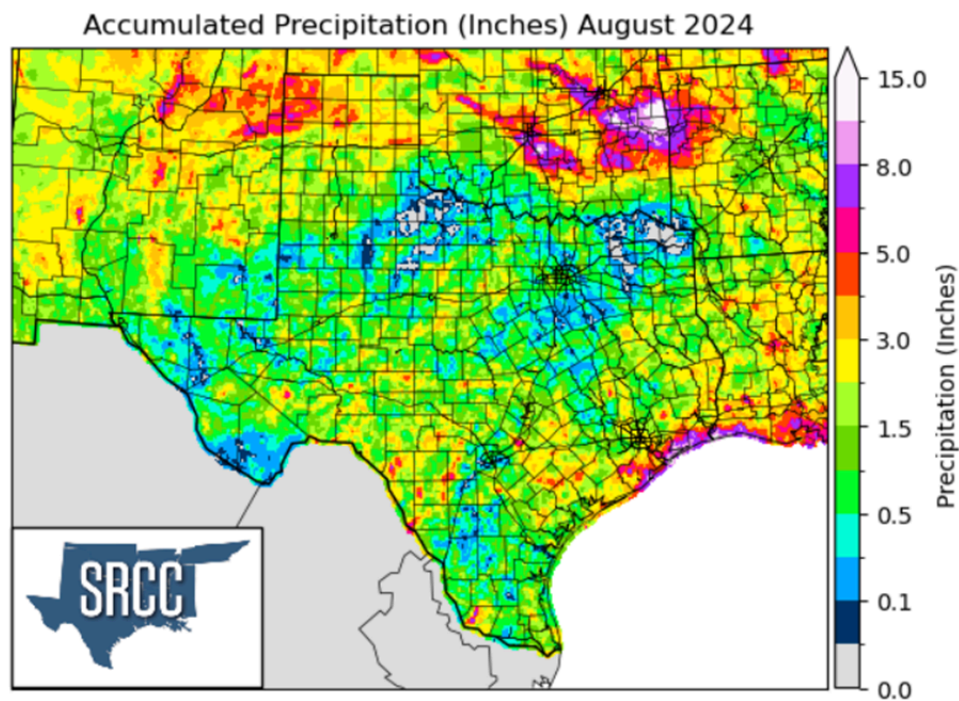 Accumulated Precipitation (Inches) August 2024
15.0
8.0
5.0
3.0
1.5
0.5
0.1
0.0
Precipitation (Inches)
SRCC